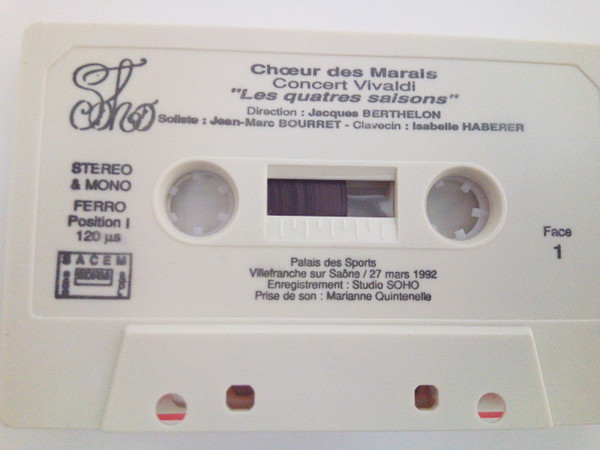 Soho
Chœur des Marais
Concert Vivaldi
"Les quatres saisons"
Direction : Jacques BERTHELON
Soliste : Jean-Marc BOURRET - Clavecin : Isabelle HABERER
STEREO
& MONO
FERRO
Position I
120 µs
SACEM
Face
1
Palais des Sports
Villefranche sur Saône / 27 mars 1992
Enregistrement : Studio SOHO
Prise de son : Marianne Quintenelle